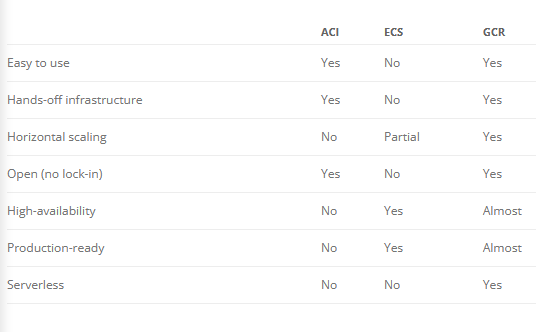 ACI ECS GCR
Easy to use Yes No Yes
Hands-off infrastructure Yes No Yes
Horizontal scaling No Partial Yes
Open (no lock-in) Yes No Yes
High-availability No Yes Almost
Production-ready No Yes Almost
Serverless No No Yes